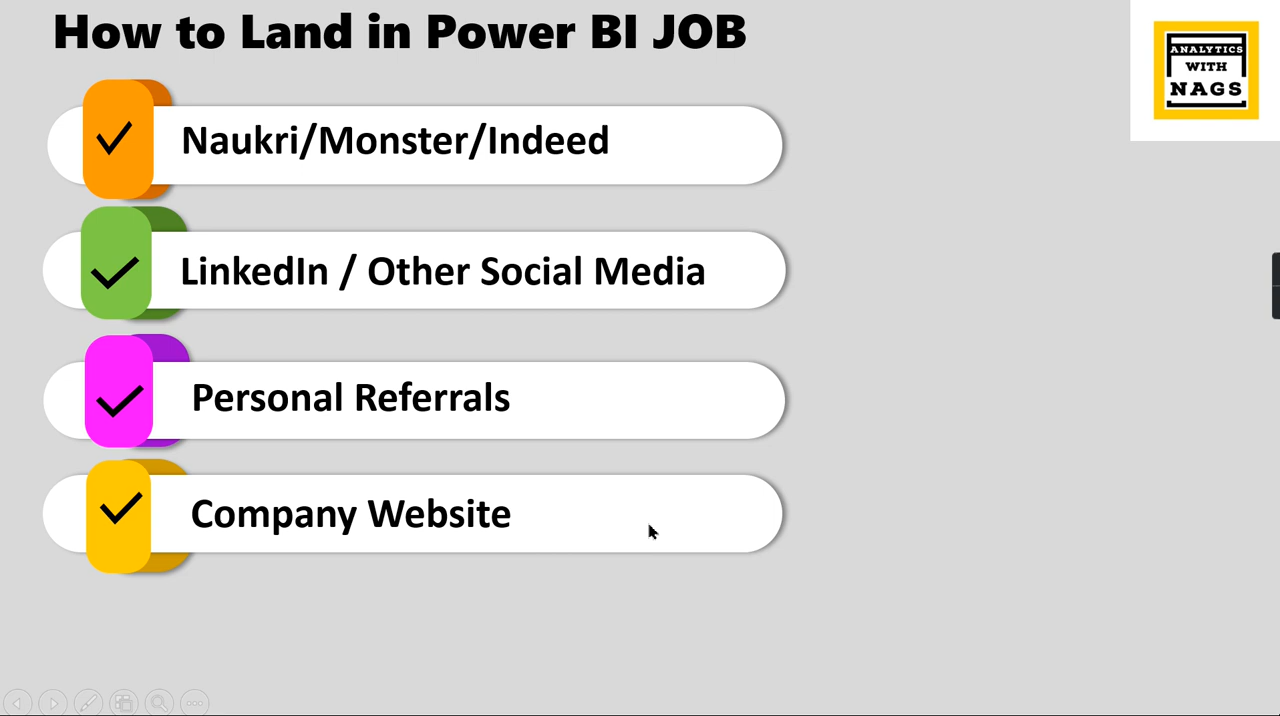 How to Land in Power BI JOB
ANALYTICS
WITH
NAGS
Naukri/Monster/Indeed
LinkedIn / Other Social Media
Personal Referrals
Company Website